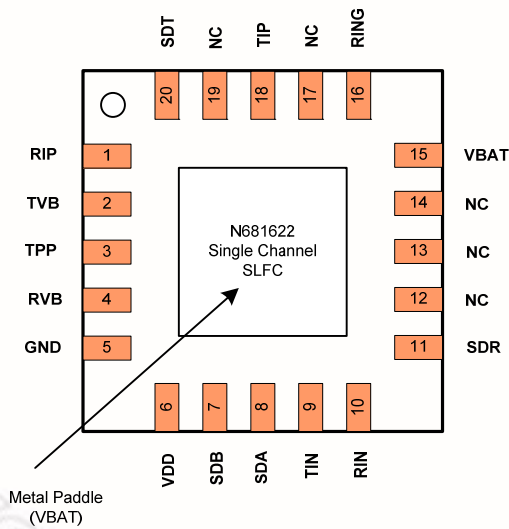 SDT
NC
TIP
NC
RING
20
19
18
17
16
RIP
1
15
VBAT
TVB
2
14
NC
TPP
3
13
NC
RVB
4
12
NC
GND
5
11
SDR
N681622
Single Channel
SLFC
6
7
8
9
10
VDD
SDB
SDA
TIN
RIN
Metal Paddle
(VBAT)